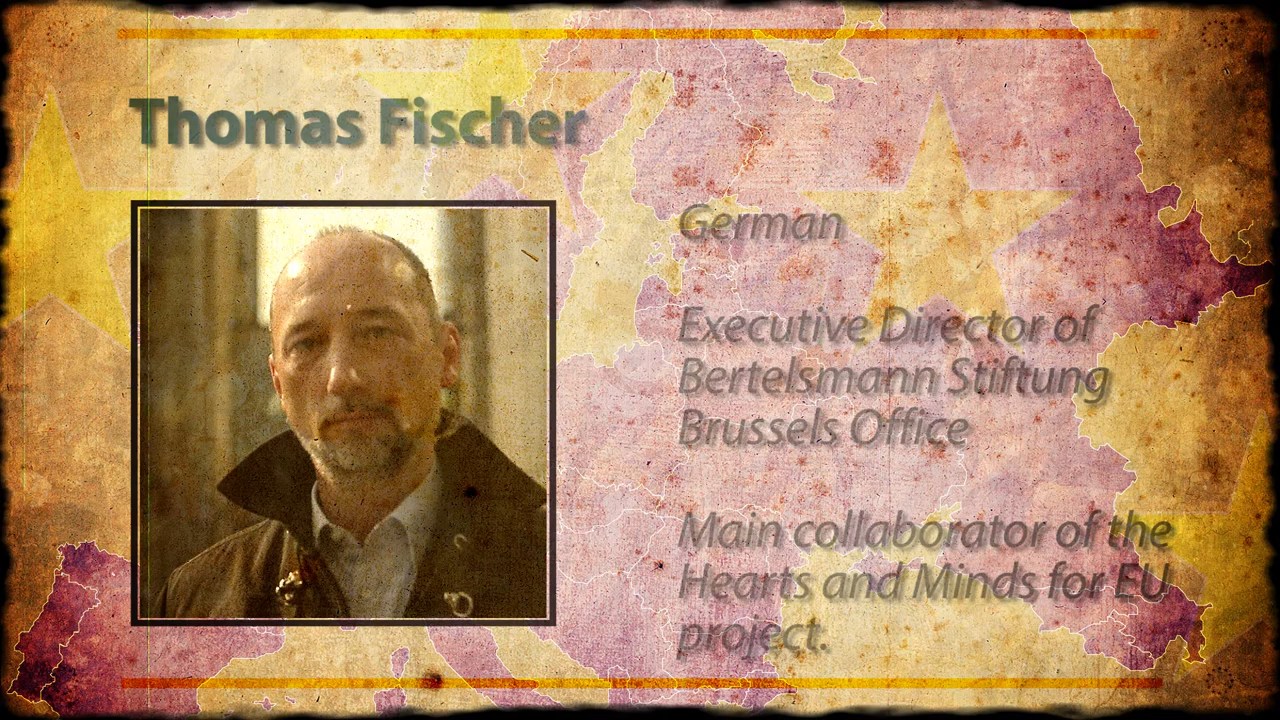 Thomas Fischer
German
Executive Director of
Bertelsmann Stiftung
Brussels Office
Main collaborator of the
Hearts and Minds for EU
project.